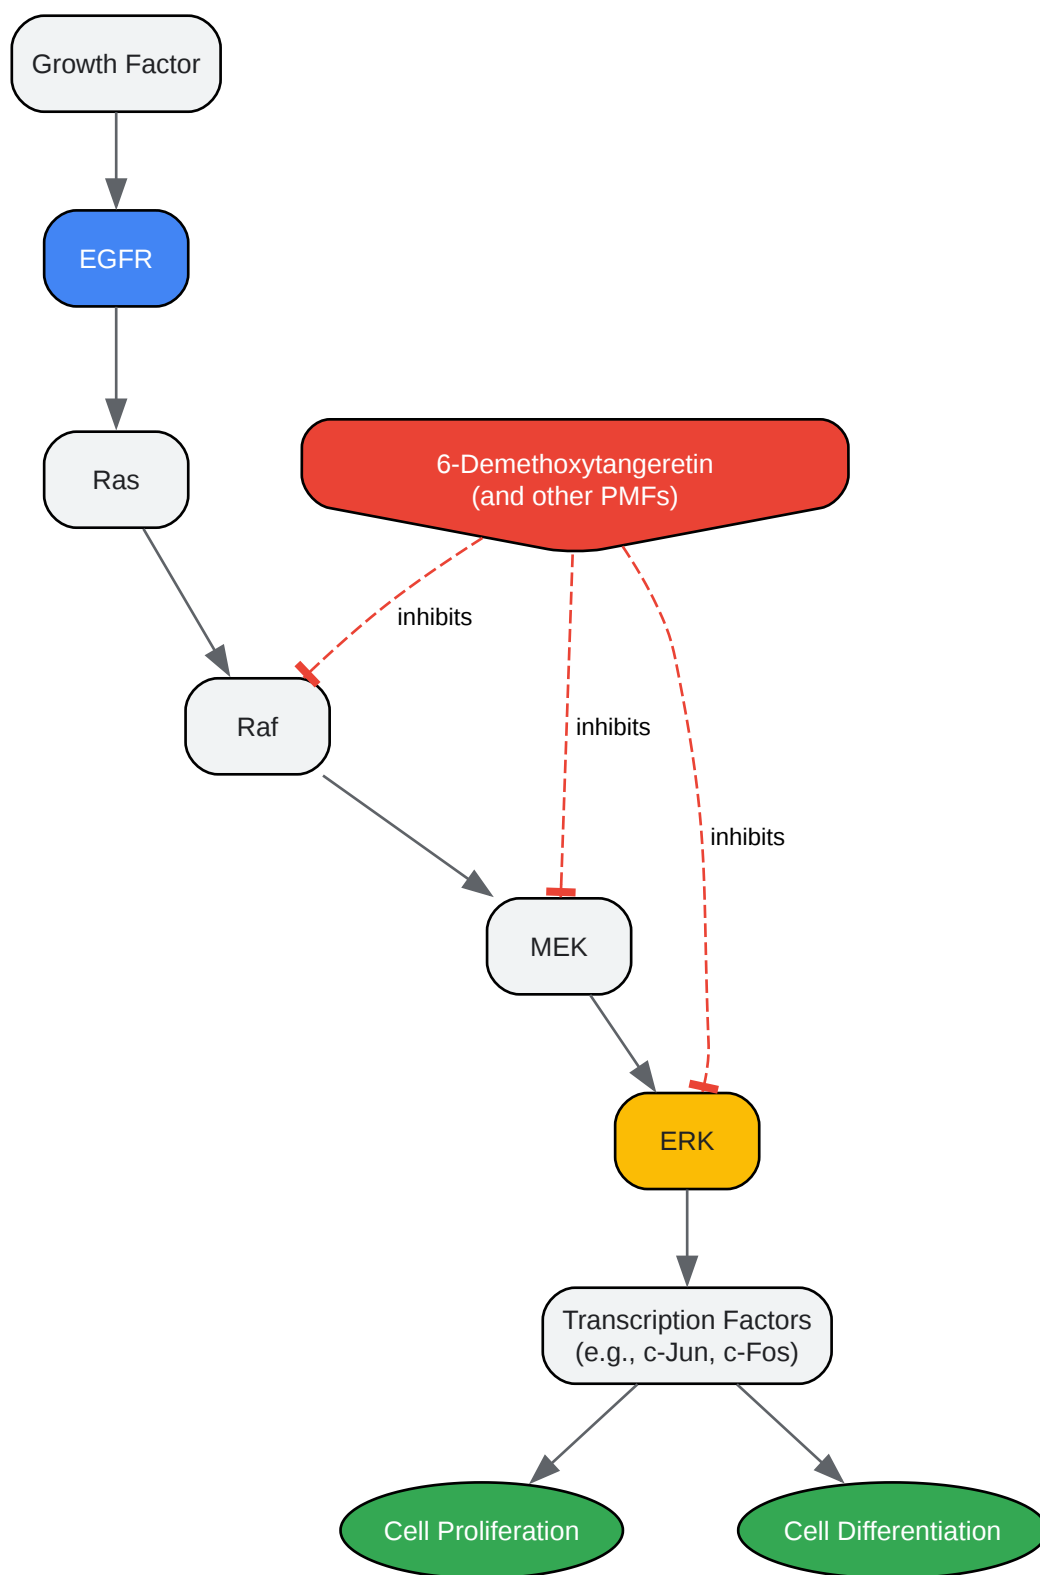 Growth Factor
EGFR
Ras
6-Demethoxytangeretin
(and other PMFs)
inhibits
Raf
inhibits
inhibits
MEK
ERK
Transcription Factors
(e.g., c-Jun, c-Fos)
Cell Proliferation
Cell Differentiation